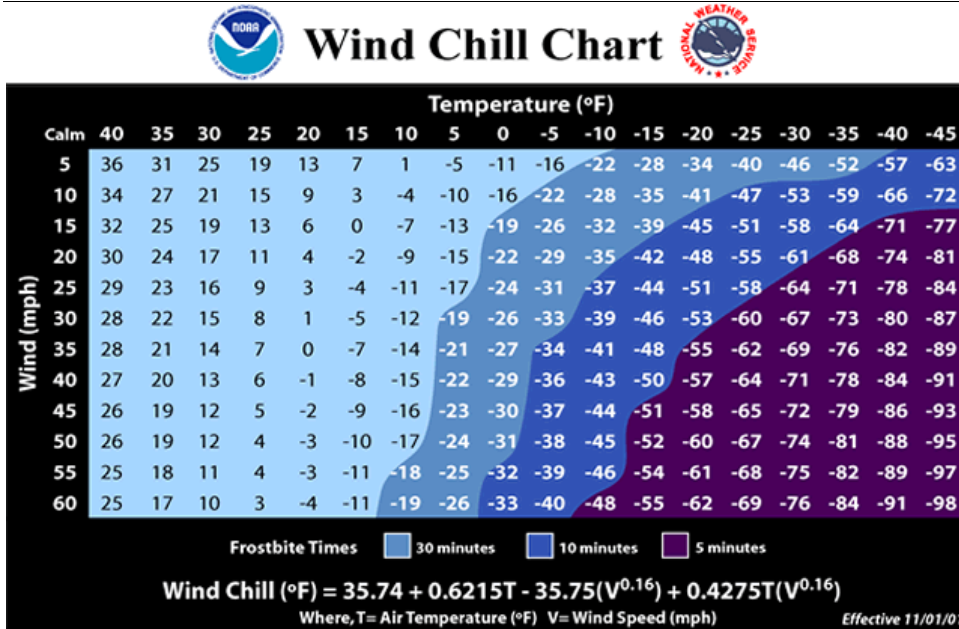 NOAA
Wind Chill Chart
NATIONAL WEATHER SERVICE
Temperature (ºF)
Calm 40 35 30 25 20 15 10 5 0 -5 -10 -15 -20 -25 -30 -35 -40 -45
5 36 31 25 19 13 7 1 -5 -11 -16 -22 -28 -34 -40 -46 -52 -57 -63
10 34 27 21 15 9 3 -4 -10 -16 -22 -28 -35 -41 -47 -53 -59 -66 -72
15 32 25 19 13 6 0 -7 -13 -19 -26 -32 -39 -45 -51 -58 -64 -71 -77
20 30 24 17 11 4 -2 -9 -15 -22 -29 -35 -42 -48 -55 -61 -68 -74 -81
Wind (mph)
25 29 23 16 9 3 -4 -11 -17 -24 -31 -37 -44 -51 -58 -64 -71 -78 -84
30 28 22 15 8 1 -5 -12 -19 -26 -33 -39 -46 -53 -60 -67 -73 -80 -87
35 28 21 14 7 0 -7 -14 -21 -27 -34 -41 -48 -55 -62 -69 -76 -82 -89
40 27 20 13 6 -1 -8 -15 -22 -29 -36 -43 -50 -57 -64 -71 -78 -84 -91
45 26 19 12 5 -2 -9 -16 -23 -30 -37 -44 -51 -58 -65 -72 -79 -86 -93
50 26 19 12 4 -3 -10 -17 -24 -31 -38 -45 -52 -60 -67 -74 -81 -88 -95
55 25 18 11 4 -3 -11 -18 -25 -32 -39 -46 -54 -61 -68 -75 -82 -89 -97
60 25 17 10 3 -4 -11 -19 -26 -33 -40 -48 -55 -62 -69 -76 -84 -91 -98
Frostbite Times 30 minutes 10 minutes 5 minutes
Wind Chill (ºF) = 35.74 + 0.6215T - 35.75(V^0.16) + 0.4275T(V^0.16)
Where, T= Air Temperature (ºF) V= Wind Speed (mph)
Effective 11/01/01